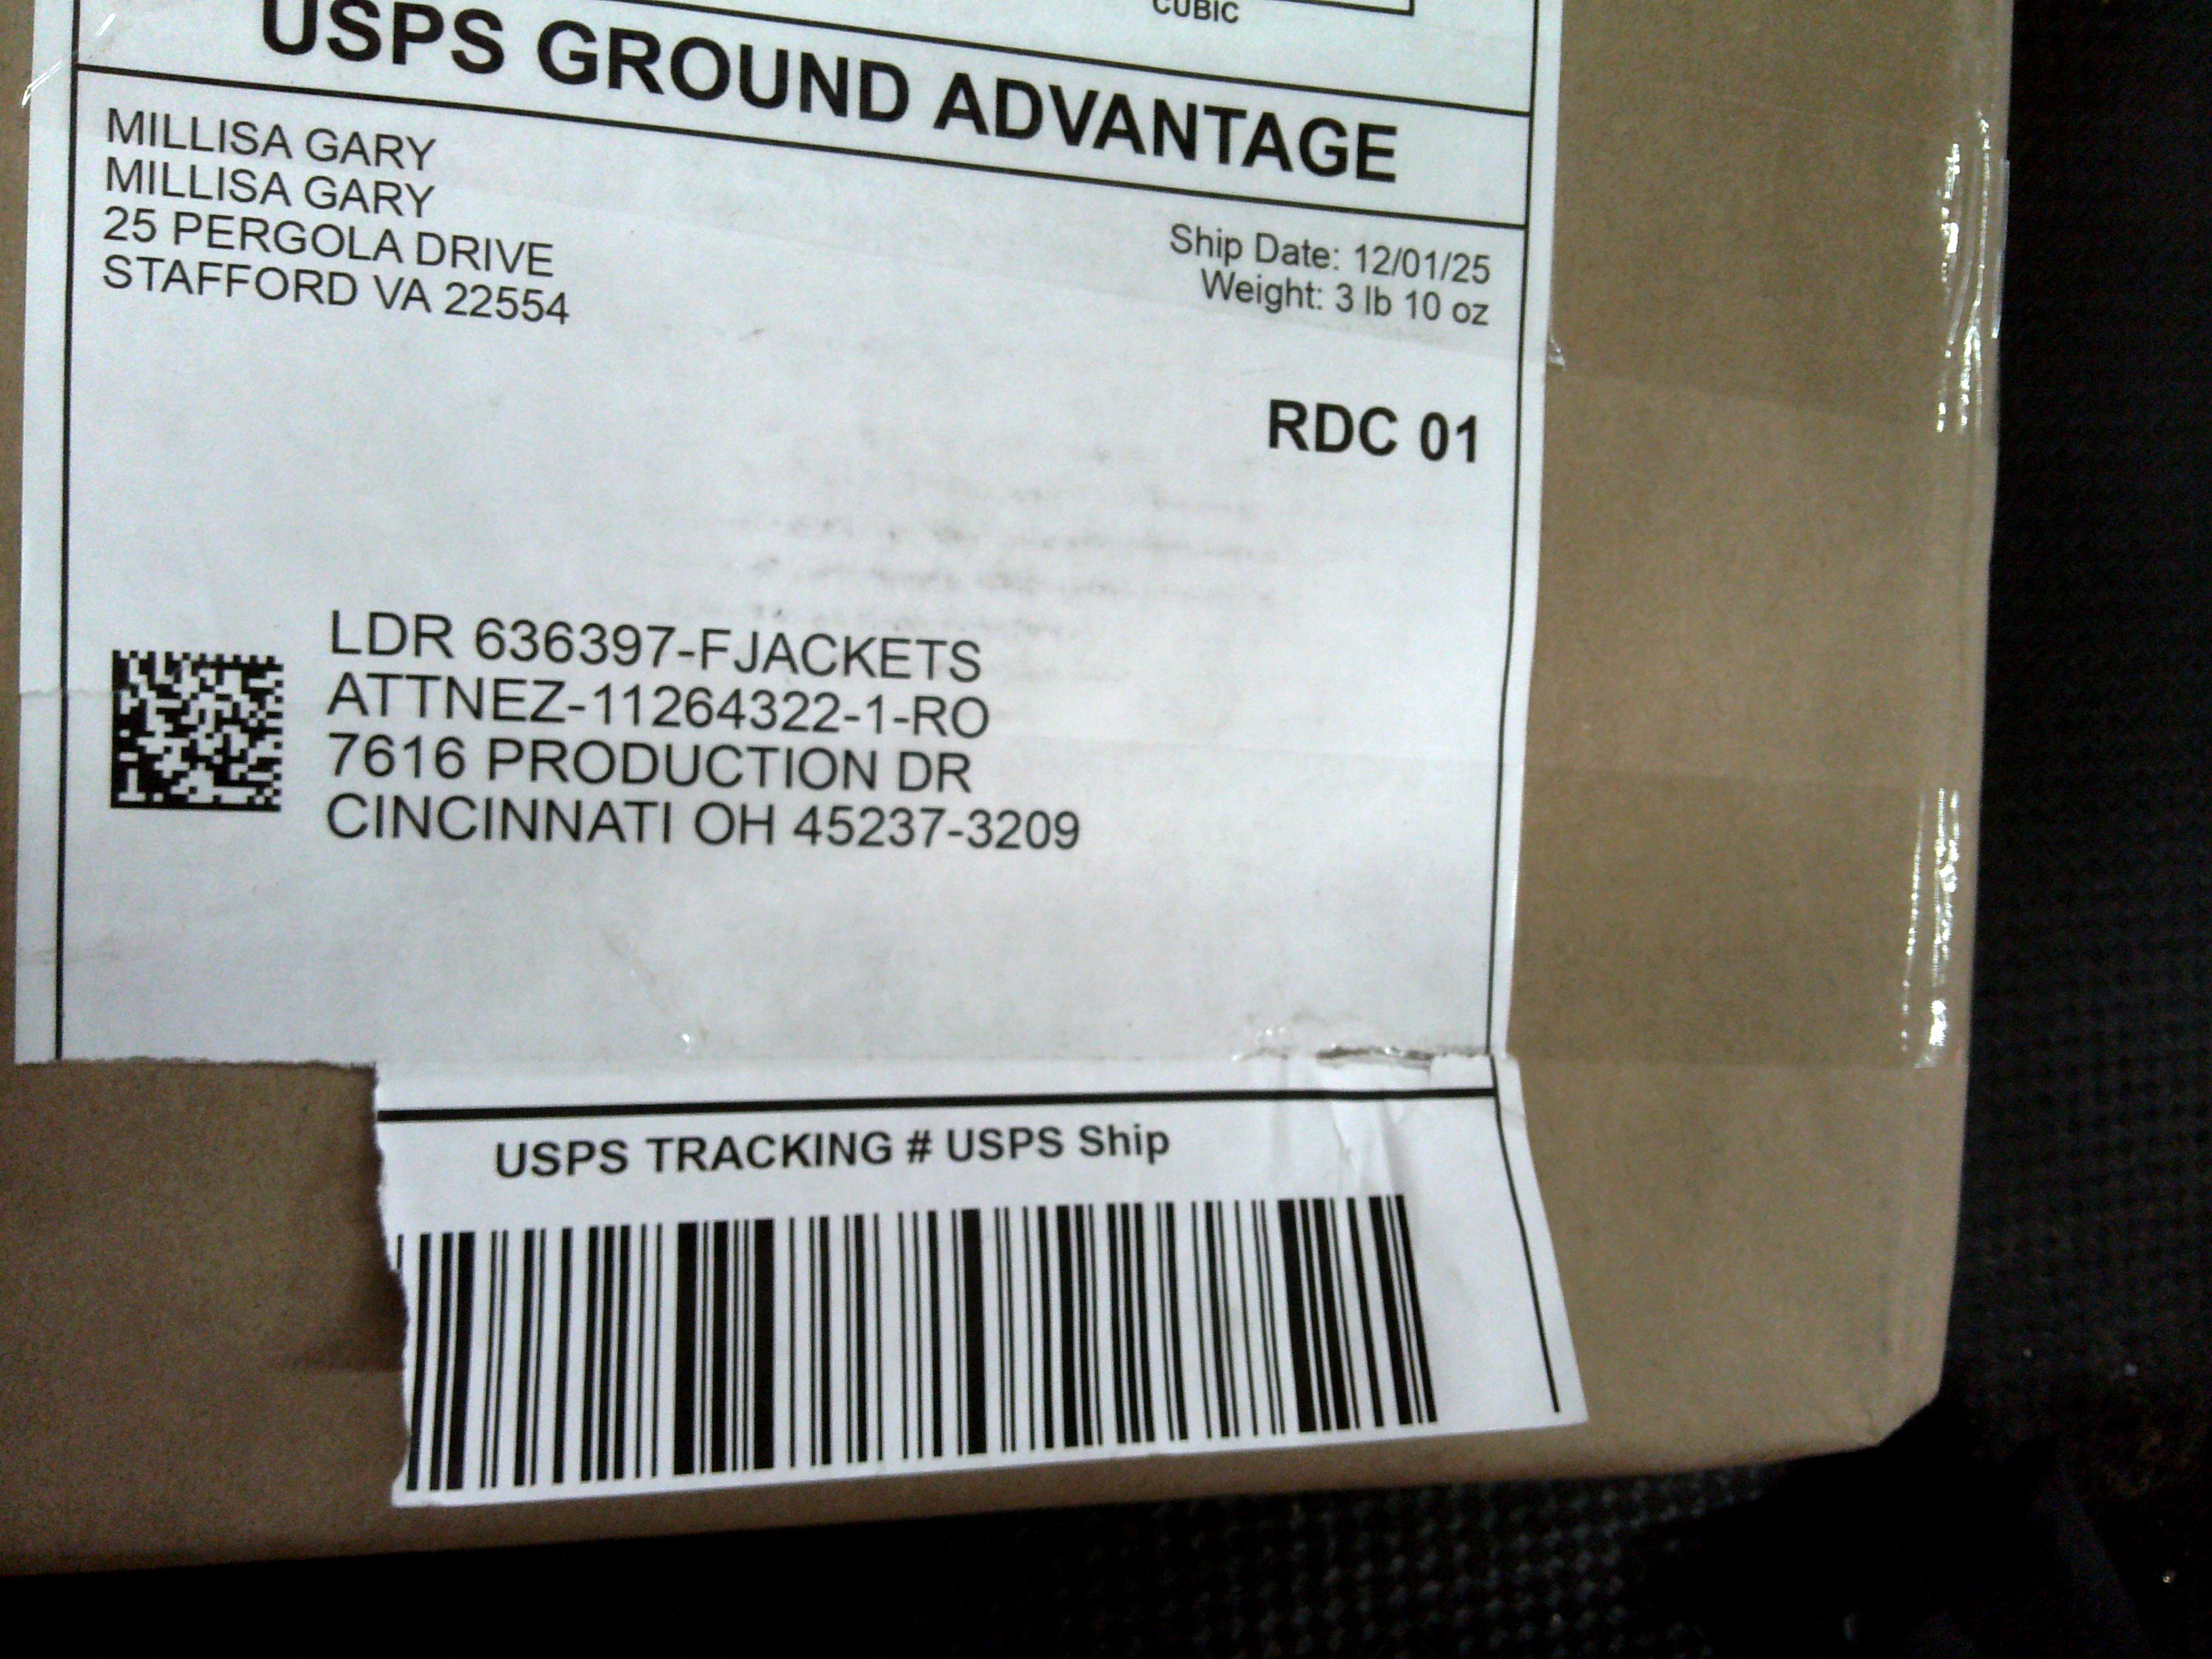 CUBIC
USPS GROUND ADVANTAGE
MILLISA GARY
MILLISA GARY
25 PERGOLA DRIVE
STAFFORD VA 22554
Ship Date: 12/01/25
Weight: 3 lb 10 oz
RDC 01
LDR 636397-FJACKETS
ATTNEZ-11264322-1-RO
7616 PRODUCTION DR
CINCINNATI OH 45237-3209
USPS TRACKING # USPS Ship